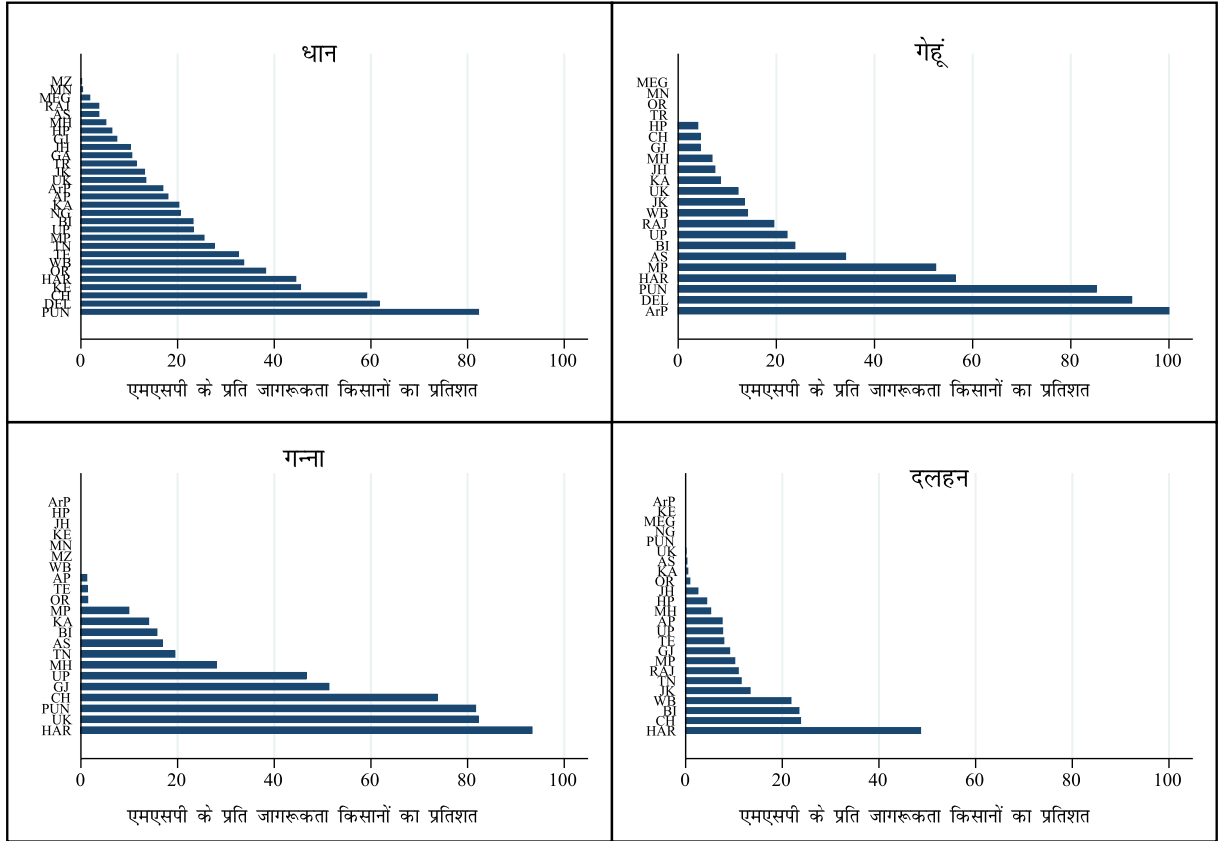 धान
MZ
MN
MEG
RAJ
AS
MH
HP
GJ
JH
GA
TR
JK
UK
ArP
AP
KA
NG
BI
UP
MP
TN
TE
WB
OR
HAR
KE
CH
DEL
PUN
0 20 40 60 80 100
एमएसपी के प्रति जागरूकता किसानों का प्रतिशत
गेहूं
MEG
MN
OR
TR
HP
CH
GJ
MH
JH
KA
UK
JK
WB
RAJ
UP
BI
AS
MP
HAR
PUN
DEL
ArP
0 20 40 60 80 100
एमएसपी के प्रति जागरूकता किसानों का प्रतिशत
गन्ना
ArP
HP
JH
KE
MN
MZ
WB
AP
TE
OR
MP
KA
BI
AS
TN
MH
UP
GJ
CH
PUN
UK
HAR
0 20 40 60 80 100
एमएसपी के प्रति जागरूकता किसानों का प्रतिशत
दलहन
ArP
KE
MEG
NG
PUN
UK
AS
KA
OR
JH
HP
MH
AP
UP
TE
GJ
MP
RAJ
TN
JK
WB
BI
CH
HAR
0 20 40 60 80 100
एमएसपी के प्रति जागरूकता किसानों का प्रतिशत